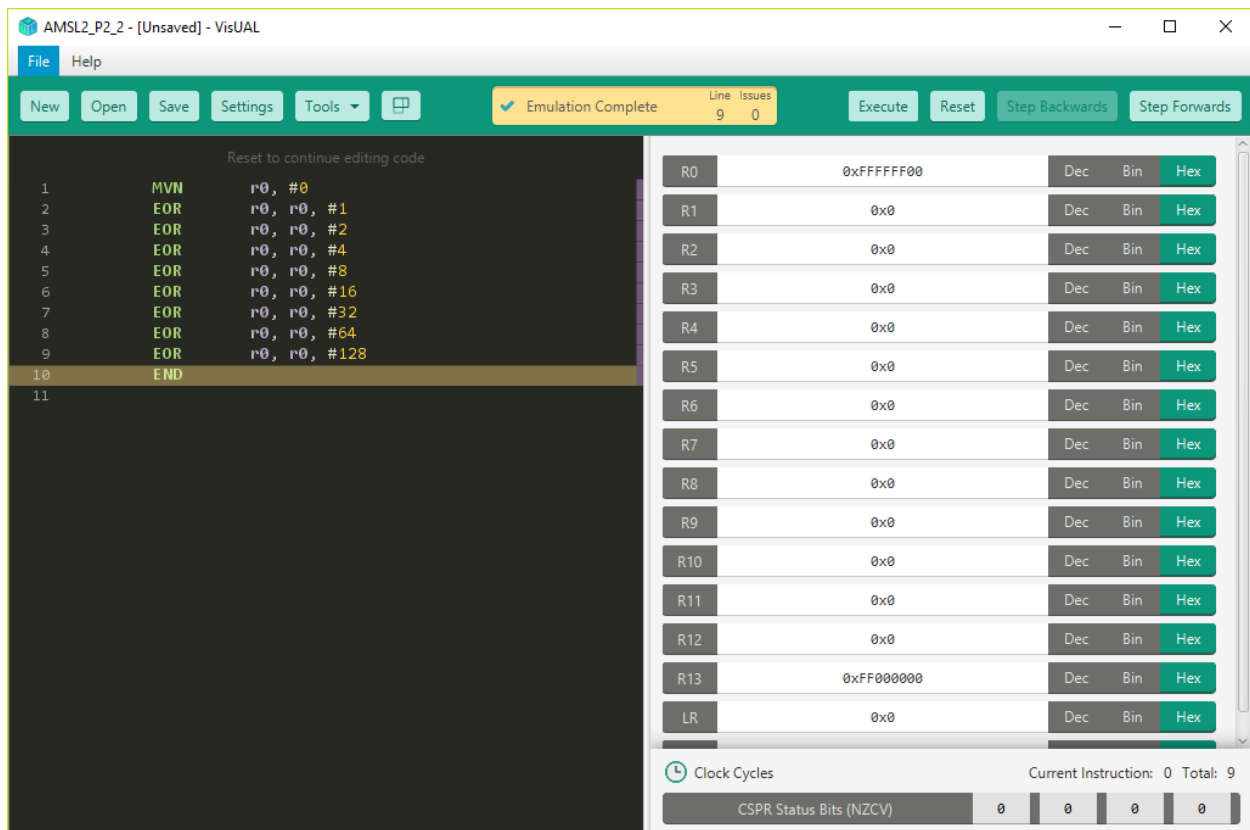 AMSL2_P2_2 - [Unsaved] - VisUAL
File Help
New Open Save Settings Tools Emulation Complete Line Issues 9 0 Execute Reset Step Backwards Step Forwards
Reset to continue editing code
1 MVN r0, #0
2 EOR r0, r0, #1
3 EOR r0, r0, #2
4 EOR r0, r0, #4
5 EOR r0, r0, #8
6 EOR r0, r0, #16
7 EOR r0, r0, #32
8 EOR r0, r0, #64
9 EOR r0, r0, #128
10 END
11
R0 0xFFFFFF00 Dec Bin Hex
R1 0x0 Dec Bin Hex
R2 0x0 Dec Bin Hex
R3 0x0 Dec Bin Hex
R4 0x0 Dec Bin Hex
R5 0x0 Dec Bin Hex
R6 0x0 Dec Bin Hex
R7 0x0 Dec Bin Hex
R8 0x0 Dec Bin Hex
R9 0x0 Dec Bin Hex
R10 0x0 Dec Bin Hex
R11 0x0 Dec Bin Hex
R12 0x0 Dec Bin Hex
R13 0xFF000000 Dec Bin Hex
LR 0x0 Dec Bin Hex
Clock Cycles Current Instruction: 0 Total: 9
CSPR Status Bits (NZCV) 0 0 0 0